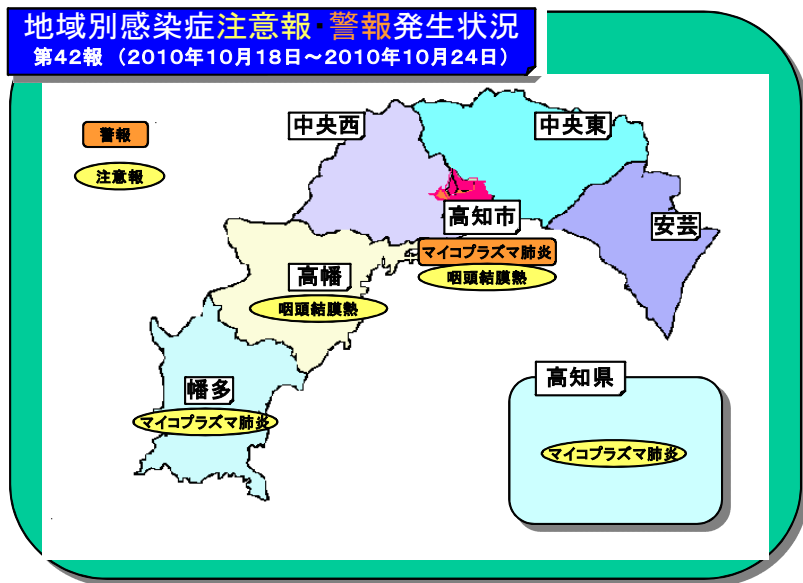 地域別感染症注意報・警報発生状況
第42報 （2010年10月18日～2010年10月24日）
警報
注意報
中央西
中央東
高知市
安芸
マイコプラズマ肺炎
咽頭結膜熱
高幡
咽頭結膜熱
幡多
マイコプラズマ肺炎
高知県
マイコプラズマ肺炎